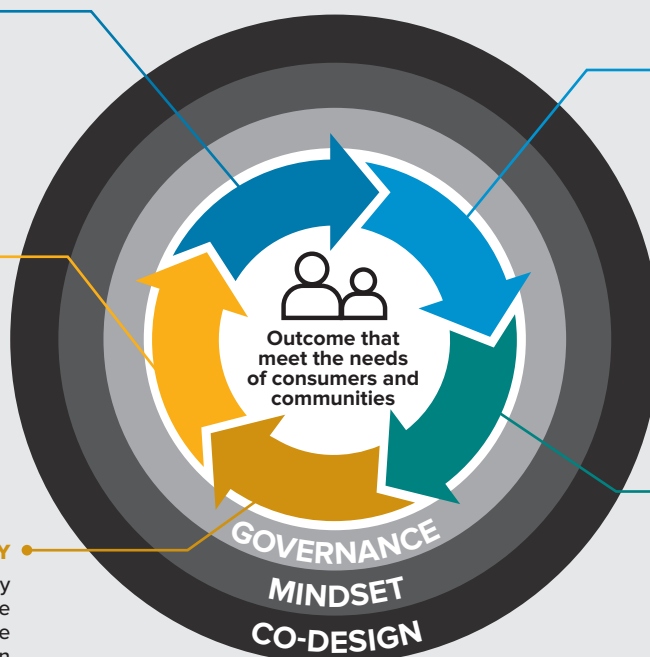 Outcome that
meet the needs
of consumers and
communities
GOVERNANCE
MINDSET
CO-DESIGN